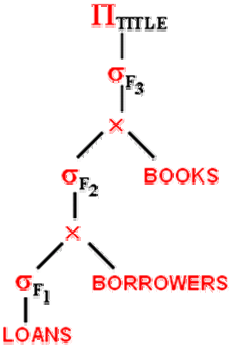 Π TITLE
σ F3
×
σ F2 BOOKS
×
σ F1 BORROWERS
LOANS